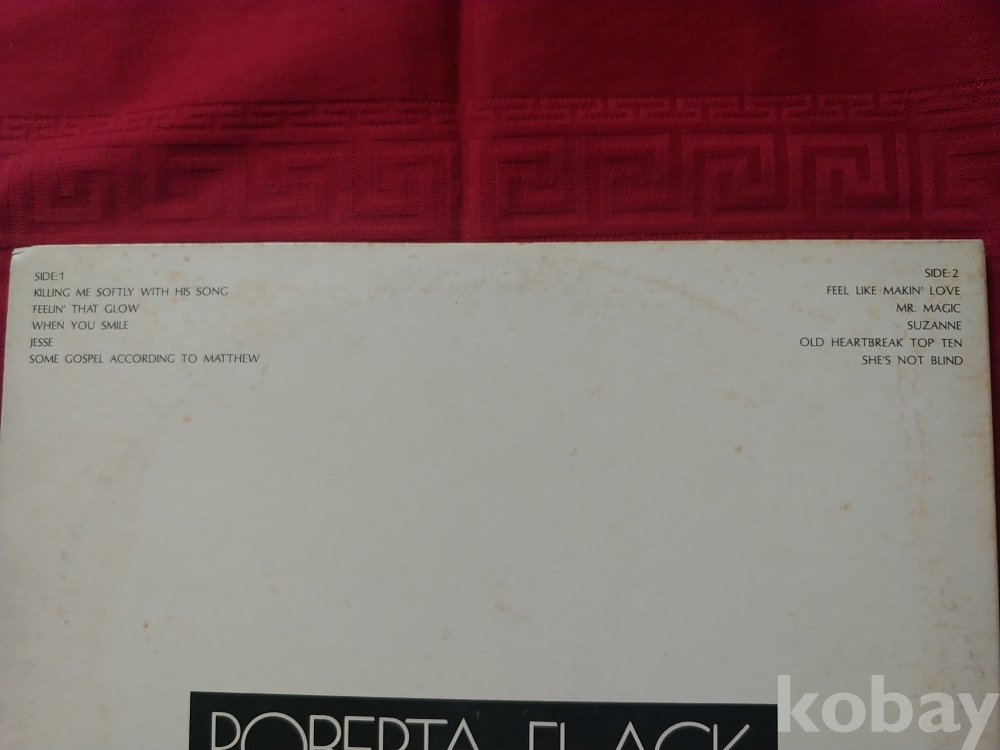 SIDE:1
KILLING ME SOFTLY WITH HIS SONG
FEELIN' THAT GLOW
WHEN YOU SMILE
JESSE
SOME GOSPEL ACCORDING TO MATTHEW
SIDE:2
FEEL LIKE MAKIN' LOVE
MR. MAGIC
SUZANNE
OLD HEARTBREAK TOP TEN
SHE'S NOT BLIND
ROBERTA FLACK
kobay